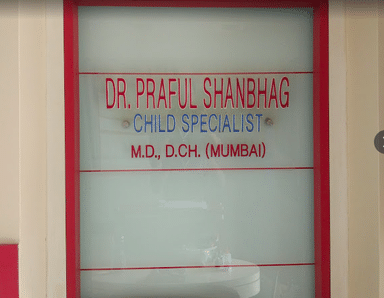 DR. PRAFUL SHANBHAG
CHILD SPECIALIST
M.D., D.CH. (MUMBAI)